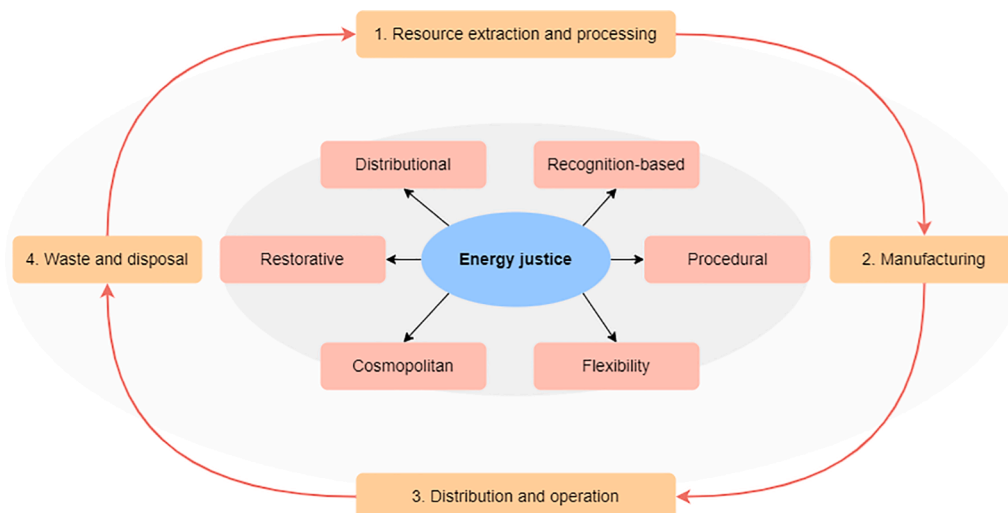 1. Resource extraction and processing
Distributional
Recognition-based
4. Waste and disposal
Restorative
Energy justice
Procedural
2. Manufacturing
Cosmopolitan
Flexibility
3. Distribution and operation